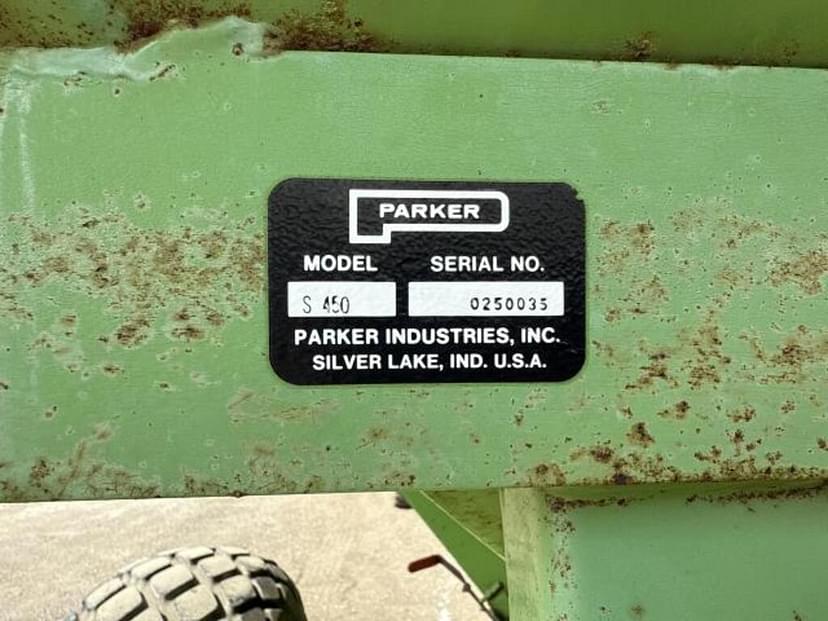 PARKER
MODEL SERIAL NO.
S 450 0250035
PARKER INDUSTRIES, INC.
SILVER LAKE, IND. U.S.A.